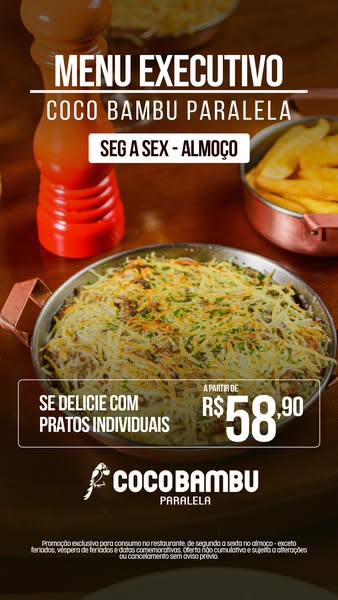 MENU EXECUTIVO
COCO BAMBU PARALELA
SEG A SEX - ALMOÇO
SE DELICIE COM
PRATOS INDIVIDUAIS
A PARTIR DE
R$58,90
COCOBAMBU
PARALELA
Promoção exclusiva para consumo no restaurante, de segunda a sexta no almoço - exceto
feriados, véspera de feriados e datas comemorativas. Oferta não cumulativa e sujeita a alterações
ou cancelamento sem aviso prévio.